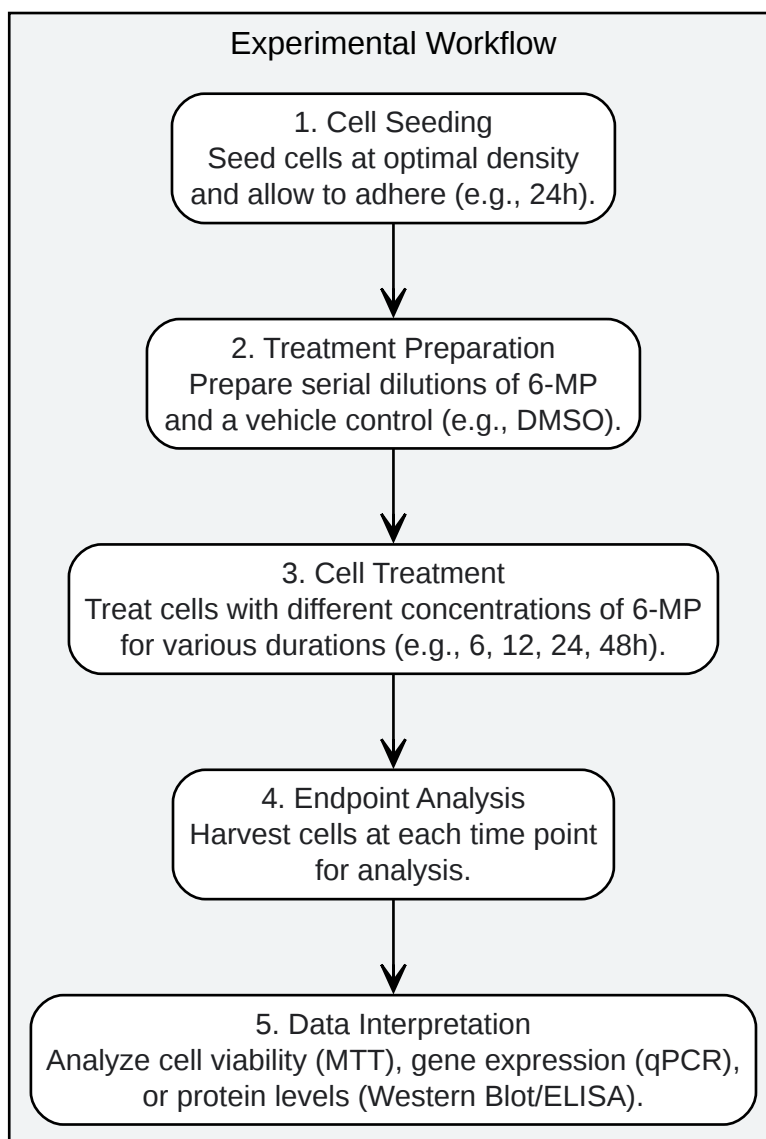 Experimental Workflow
1. Cell Seeding
Seed cells at optimal density
and allow to adhere (e.g., 24h).
2. Treatment Preparation
Prepare serial dilutions of 6-MP
and a vehicle control (e.g., DMSO).
3. Cell Treatment
Treat cells with different concentrations of 6-MP
for various durations (e.g., 6, 12, 24, 48h).
4. Endpoint Analysis
Harvest cells at each time point
for analysis.
5. Data Interpretation
Analyze cell viability (MTT), gene expression (qPCR),
or protein levels (Western Blot/ELISA).